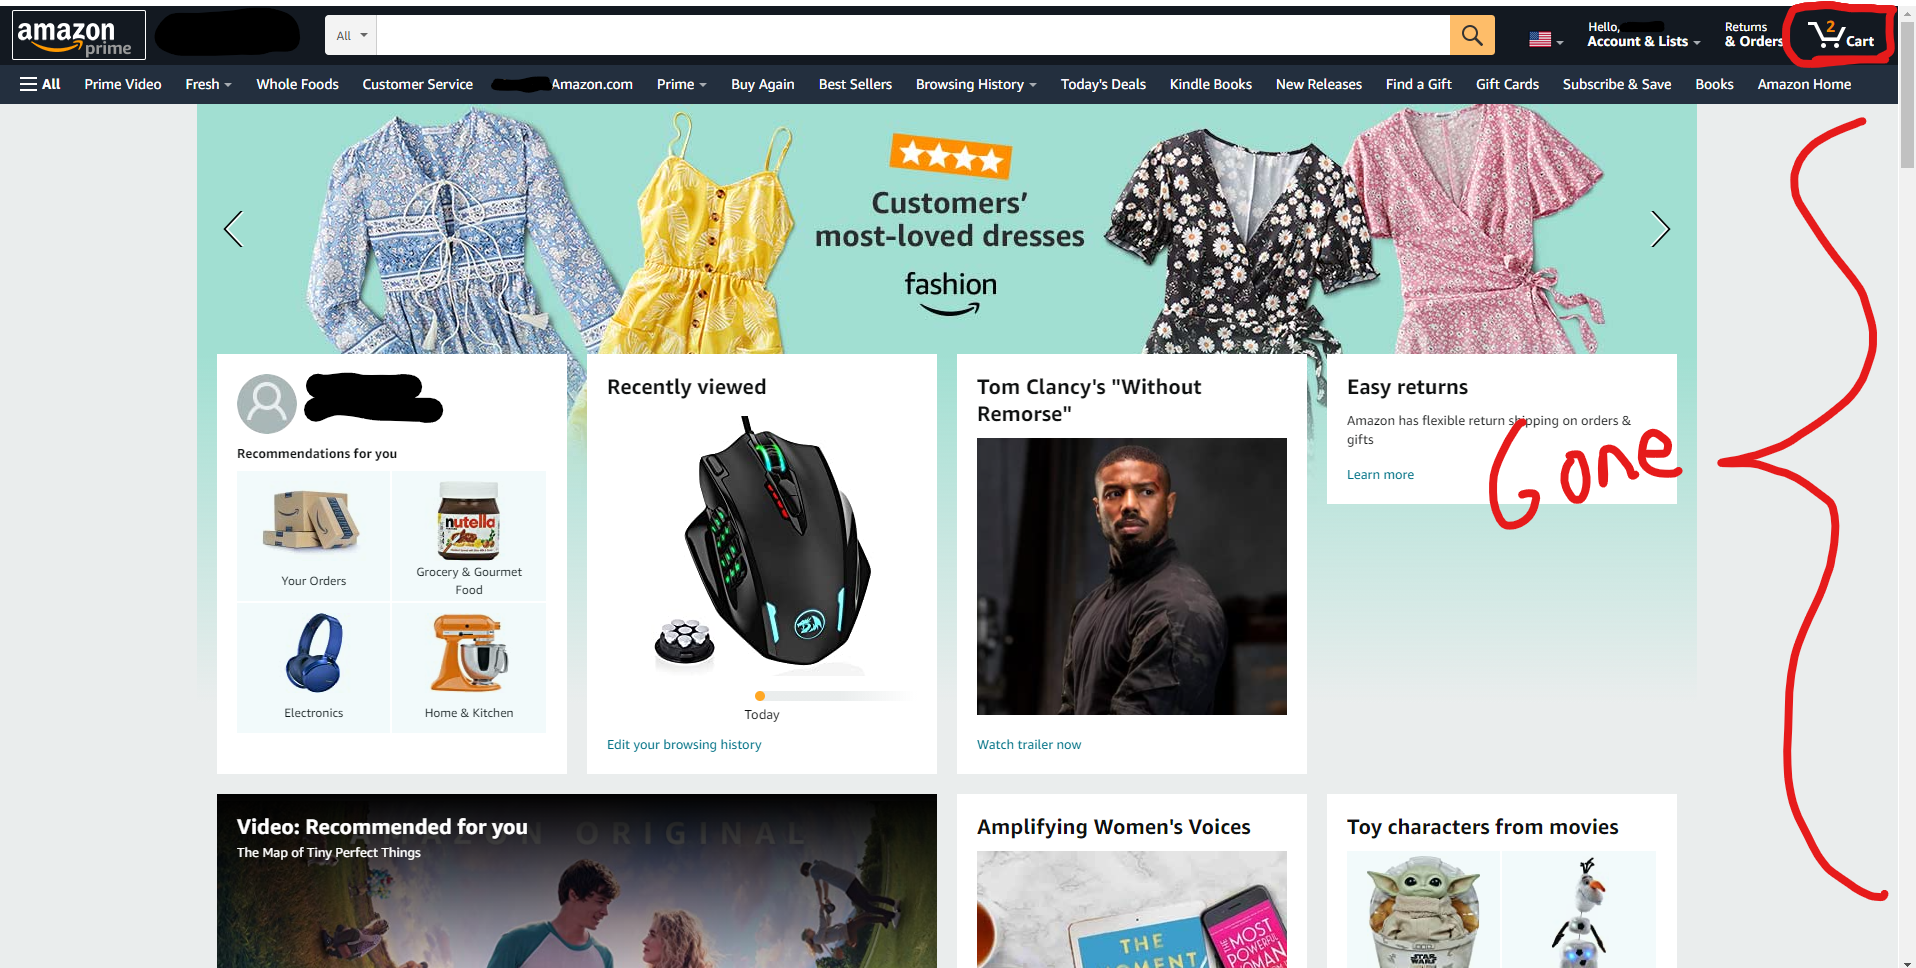 amazon
prime
All
Hello,
Account & Lists
Returns
& Orders
2
Cart
All
Prime Video
Fresh
Whole Foods
Customer Service
Amazon.com
Prime
Buy Again
Best Sellers
Browsing History
Today's Deals
Kindle Books
New Releases
Find a Gift
Gift Cards
Subscribe & Save
Books
Amazon Home
Customers'
most-loved dresses
fashion
Recommendations for you
Your Orders
nutella
Grocery & Gourmet
Food
Electronics
Home & Kitchen
Recently viewed
Today
Edit your browsing history
Tom Clancy's "Without
Remorse"
Watch trailer now
Easy returns
Amazon has flexible return shipping on orders &
gifts
Learn more
Gone
Video: Recommended for you
AMAZON ORIGINAL
The Map of Tiny Perfect Things
Amplifying Women's Voices
THE
MOMENT
MOST
POWERFUL
WOMAN
Toy characters from movies
STAR
WARS